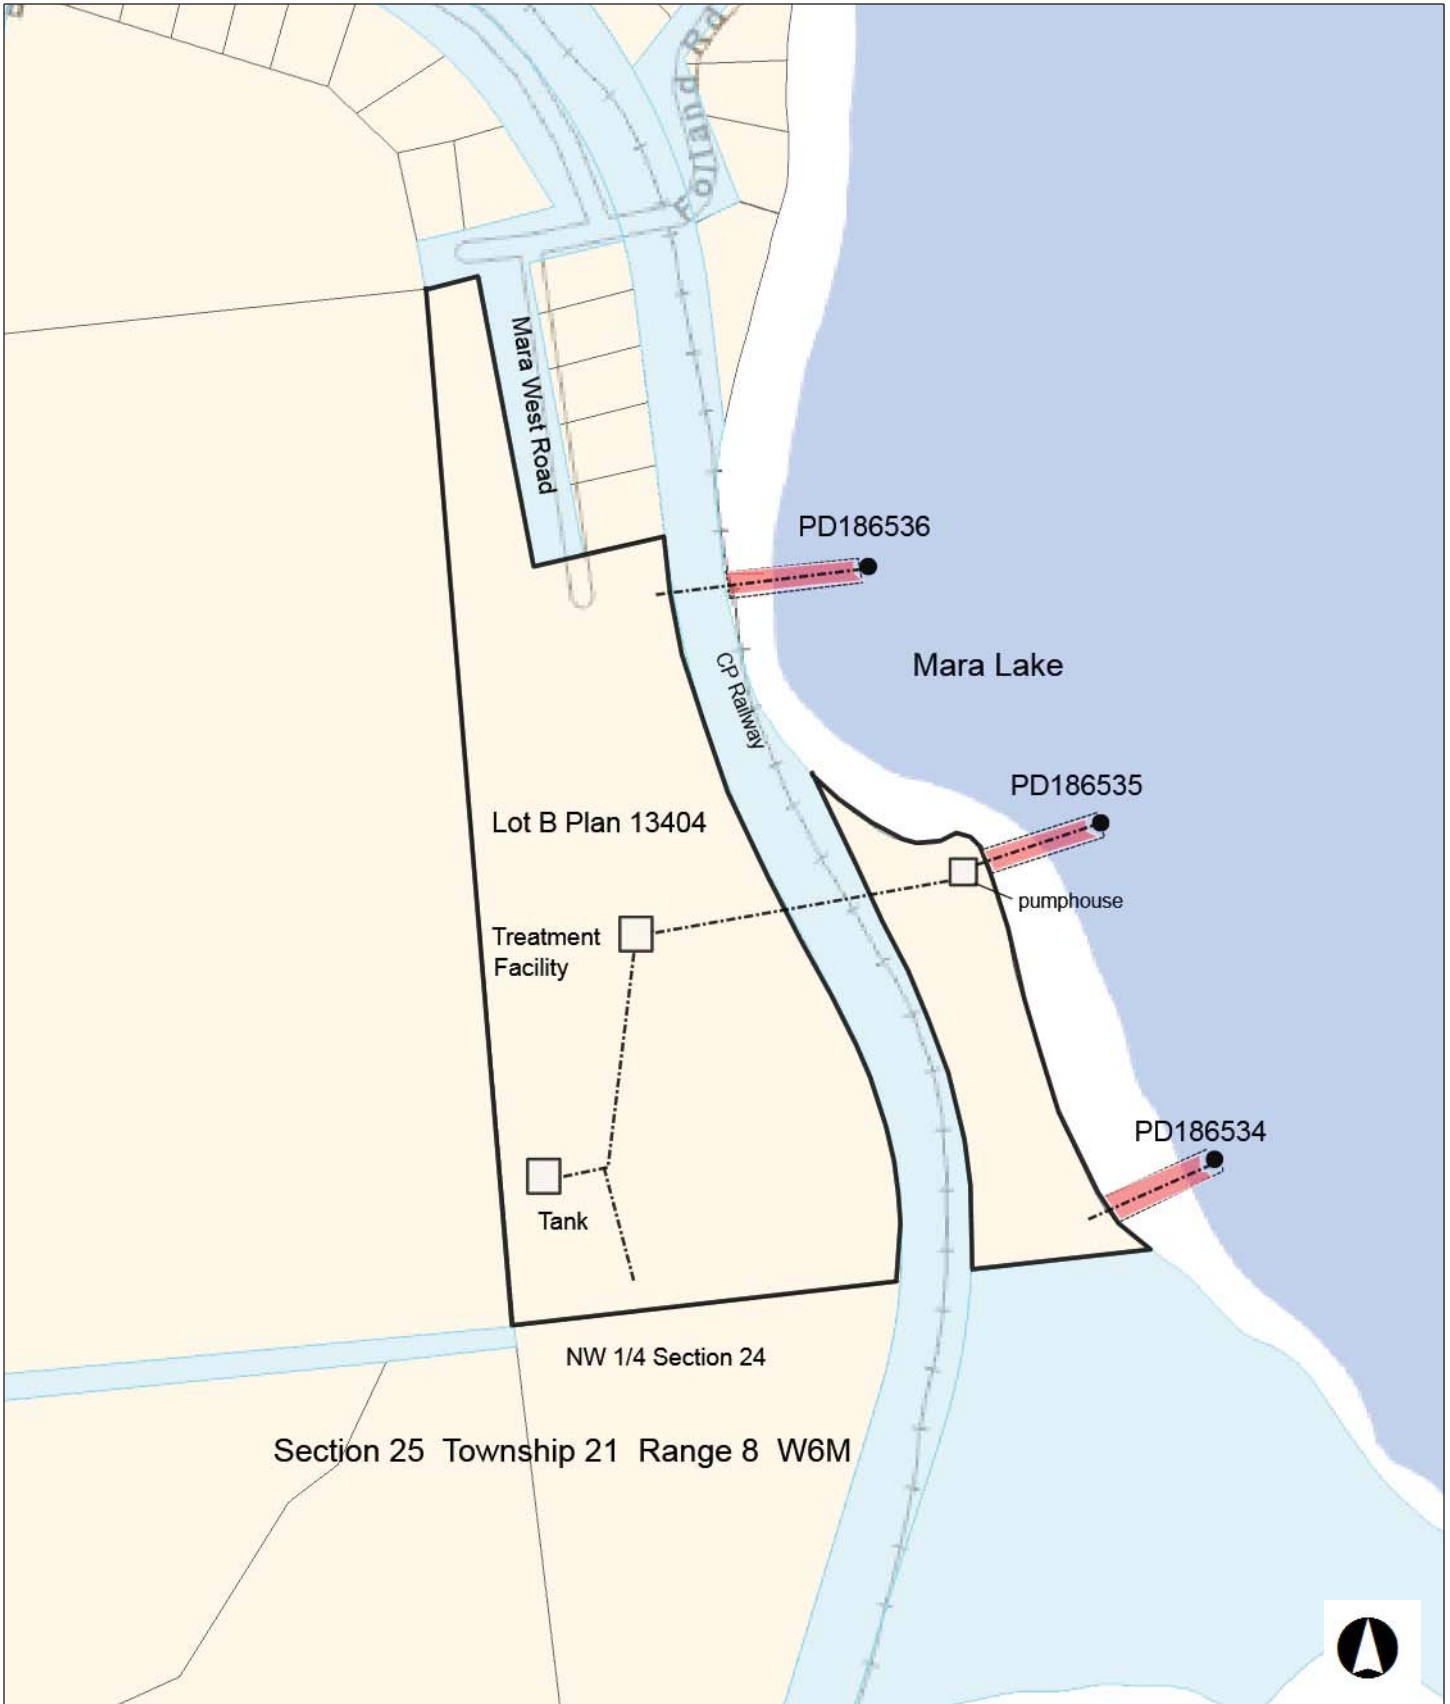 Folland Rd
Mara West Road
PD186536
Mara Lake
CP Railway
PD186535
Lot B Plan 13404
pumphouse
Treatment
Facility
PD186534
Tank
NW 1/4 Section 24
Section 25 Township 21 Range 8 W6M